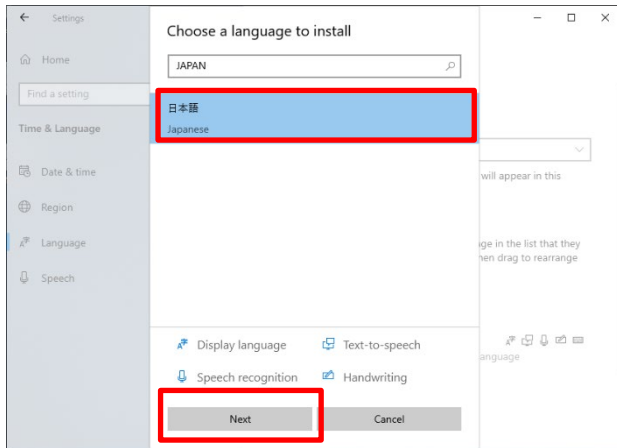 Settings
Choose a language to install
Home
JAPAN
Find a setting
日本語
Japanese
Time & Language
Date & time
will appear in this
Region
Language
ge in the list that they
hen drag to rearrange
Speech
Display language
Text-to-speech
anguage
Speech recognition
Handwriting
Next
Cancel